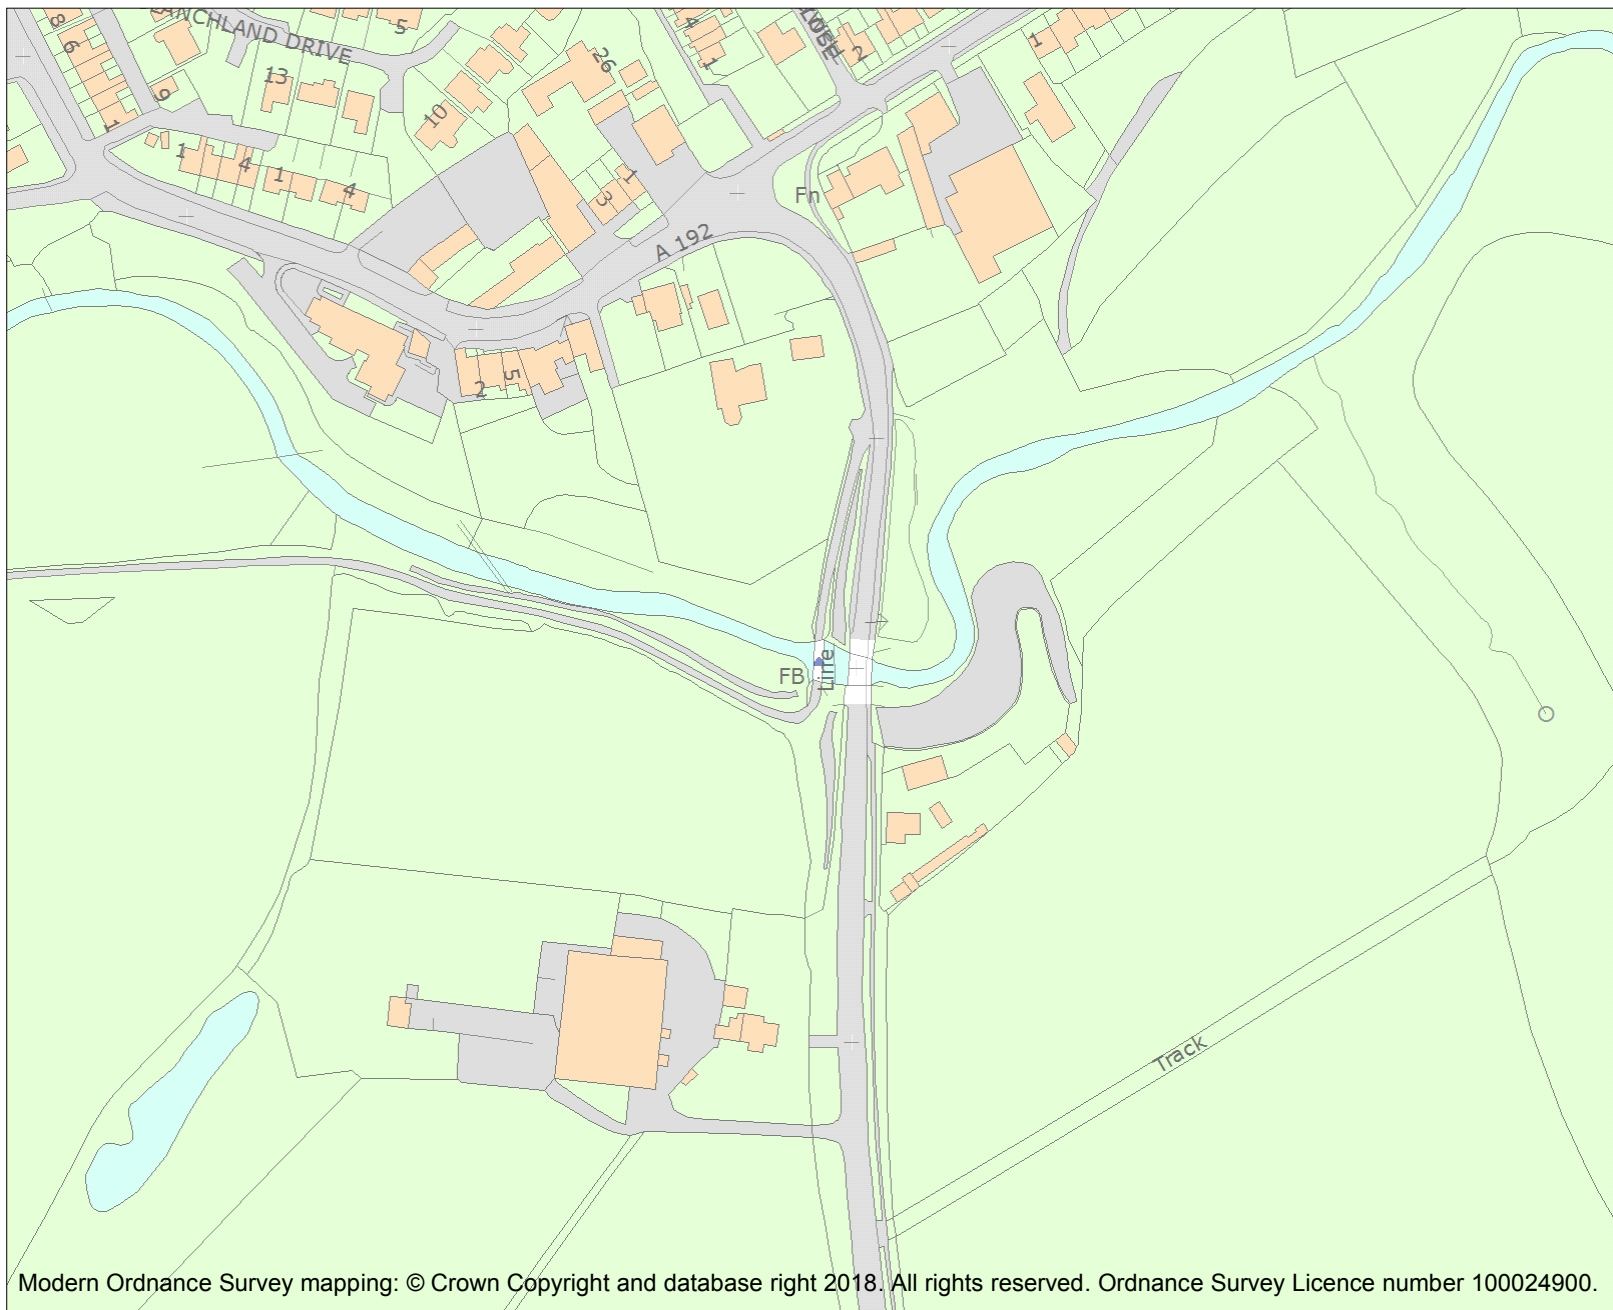 8
6
1
ANCHLAND DRIVE
5
13
9
10
26
4
1
LOSE
2
1
1
4
1
4
3
1
Fn
A 192
2
5
FB
Track
Modern Ordnance Survey mapping: © Crown Copyright and database right 2018. All rights reserved. Ordnance Survey Licence number 100024900.